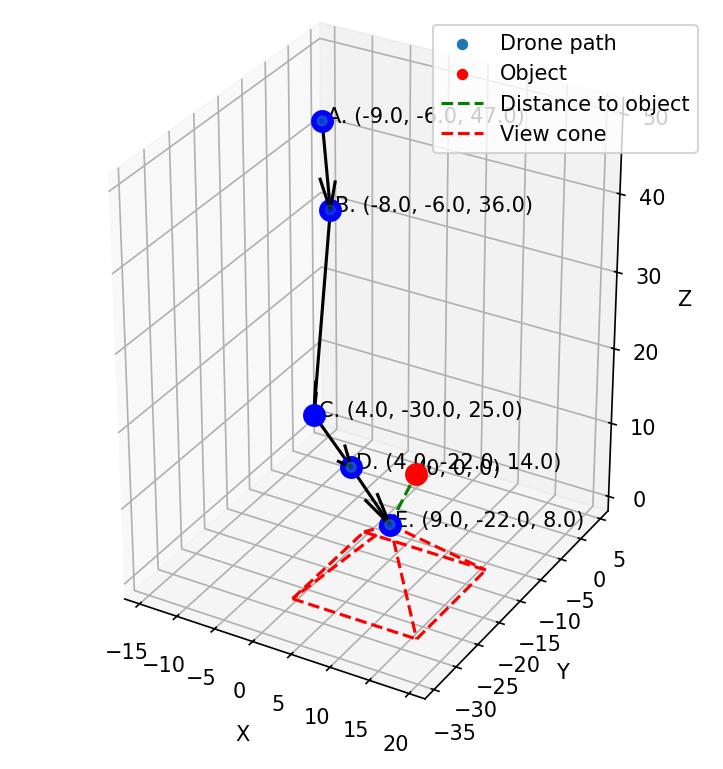 Drone path
Object
Distance to object
View cone
A. (-9.0, -6.0, 47.0)
B. (-8.0, -6.0, 36.0)
C. (4.0, -30.0, 25.0)
D. (4.0, -22.0, 14.0)
(0, 0, 0)
E. (9.0, -22.0, 8.0)
50
40
30
20
10
0
Z
5
0
−5
−10
−15
−20
−25
−30
−35
Y
−15
−10
−5
0
5
10
15
20
X